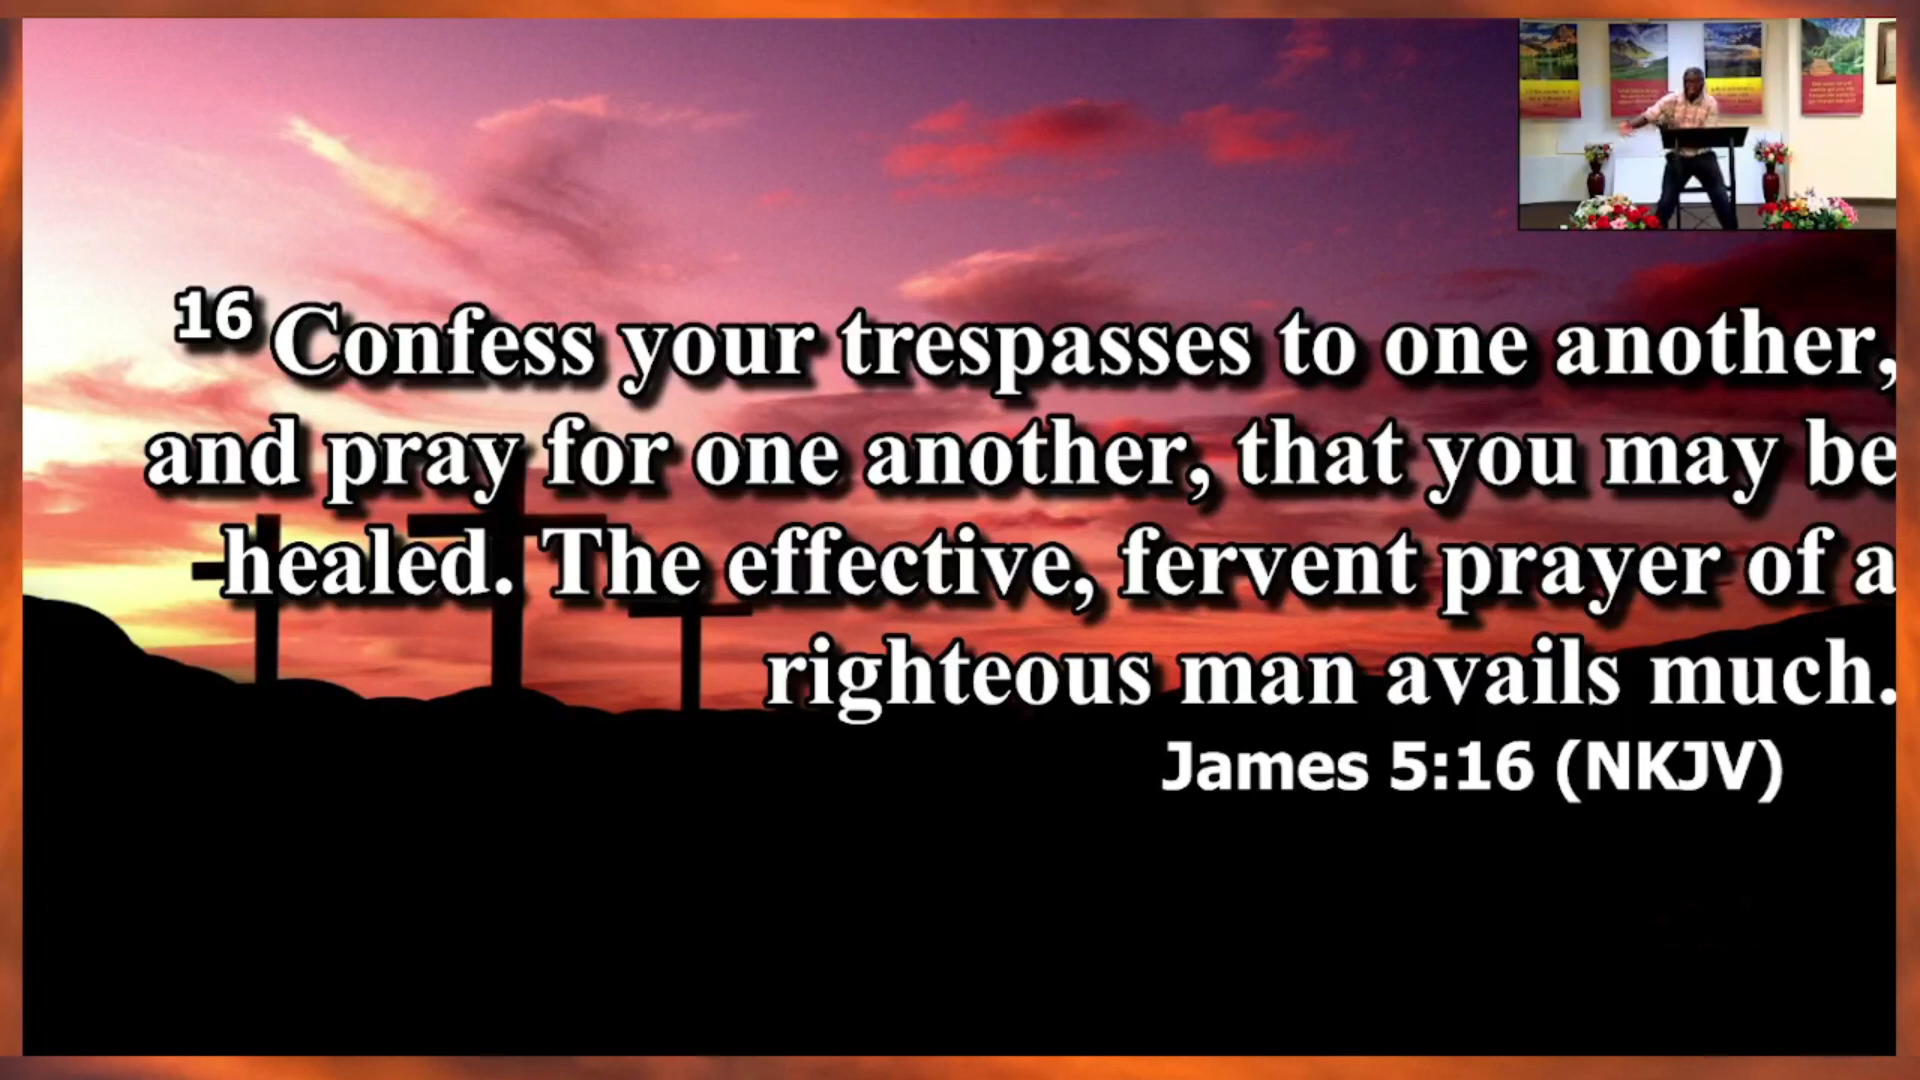 16 Confess your trespasses to one another,
and pray for one another, that you may be
healed. The effective, fervent prayer of a
righteous man avails much.
James 5:16 (NKJV)